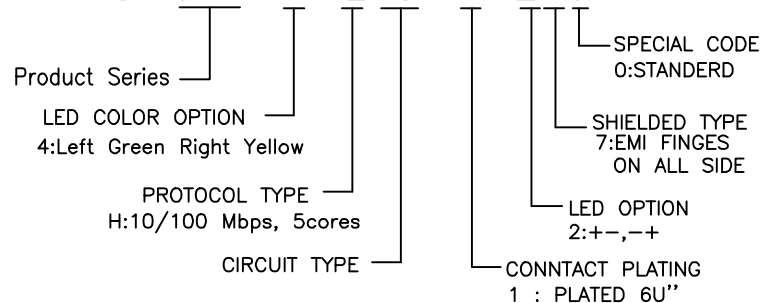 SPECIAL CODE
0:STANDERD
Product Series
LED COLOR OPTION
4:Left Green Right Yellow
SHIELDED TYPE
7:EMI FINGES
ON ALL SIDE
PROTOCOL TYPE
H:10/100 Mbps, 5cores
LED OPTION
2:+−,−+
CIRCUIT TYPE
CONNTACT PLATING
1 : PLATED 6U''